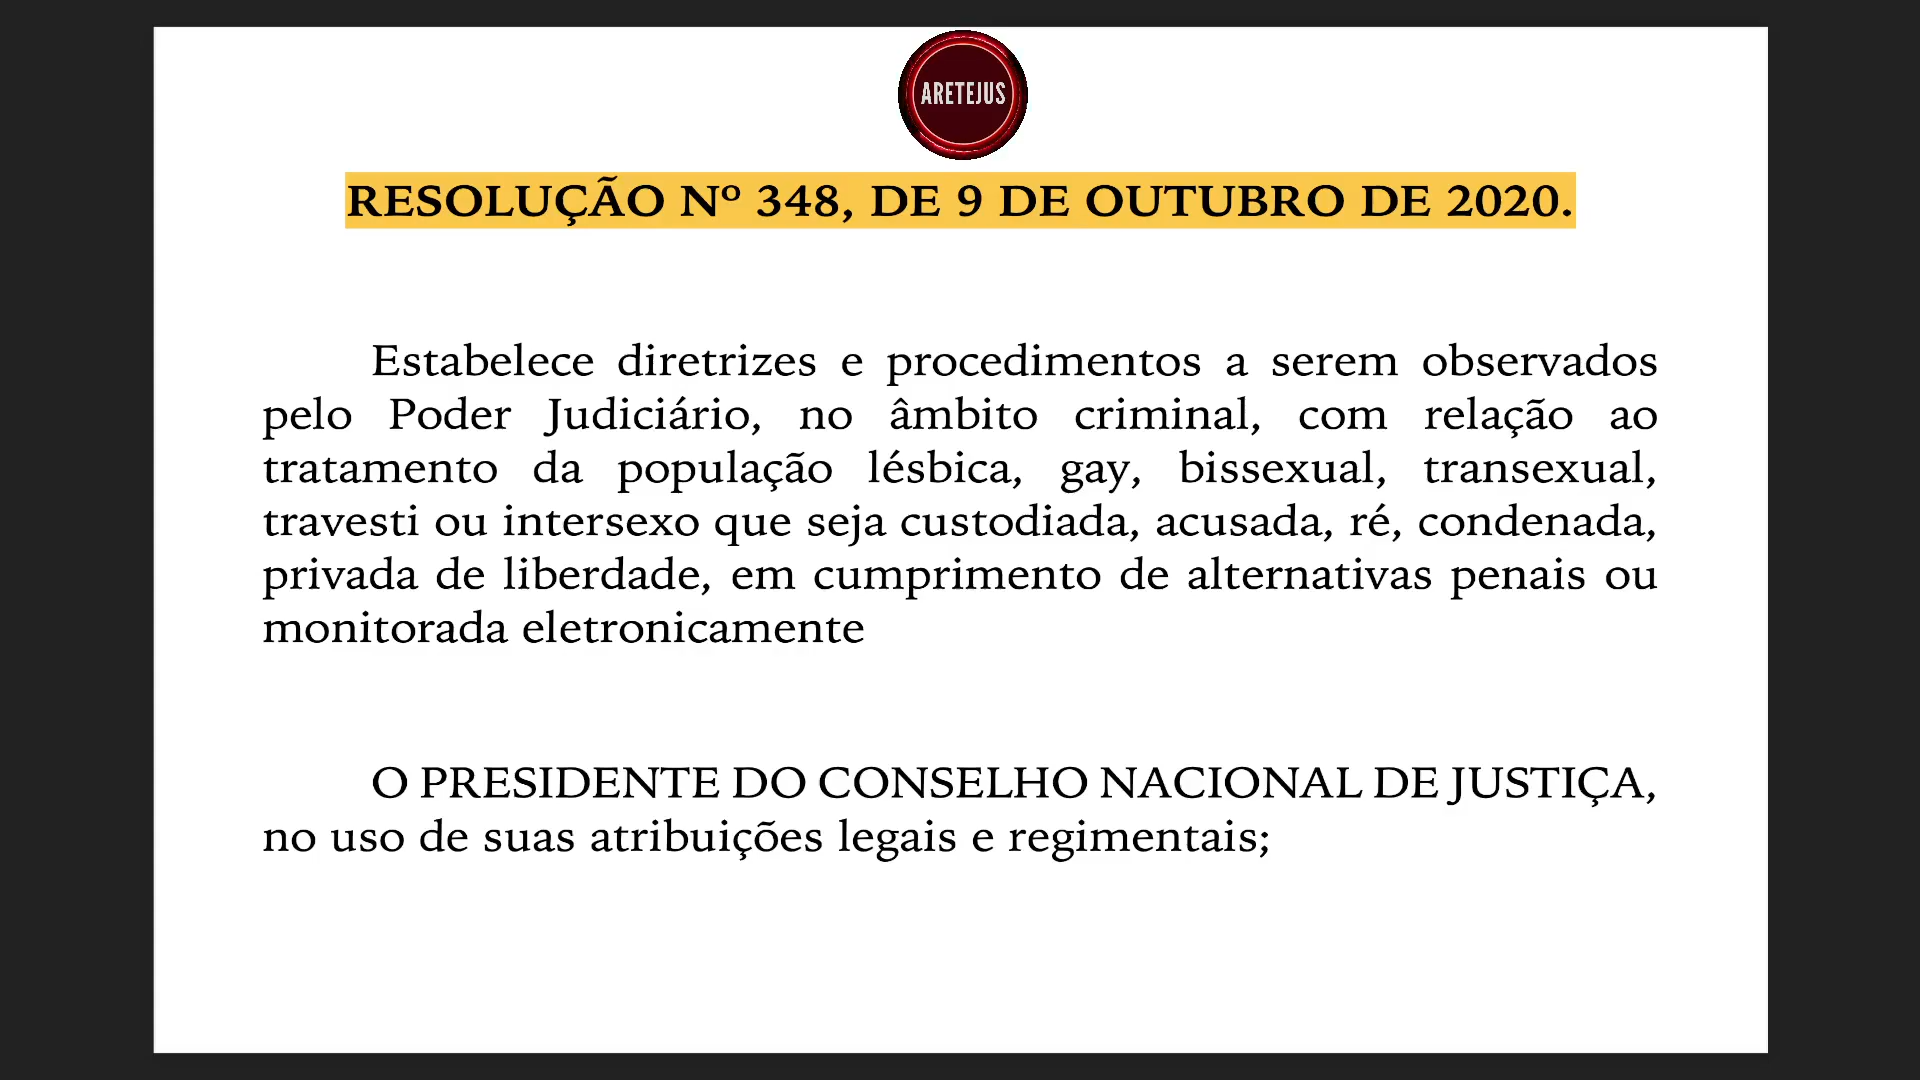 ARETEJUS
RESOLUÇÃO Nº 348, DE 9 DE OUTUBRO DE 2020.
Estabelece diretrizes e procedimentos a serem observados
pelo Poder Judiciário, no âmbito criminal, com relação ao
tratamento da população lésbica, gay, bissexual, transexual,
travesti ou intersexo que seja custodiada, acusada, ré, condenada,
privada de liberdade, em cumprimento de alternativas penais ou
monitorada eletronicamente
O PRESIDENTE DO CONSELHO NACIONAL DE JUSTIÇA,
no uso de suas atribuições legais e regimentais;